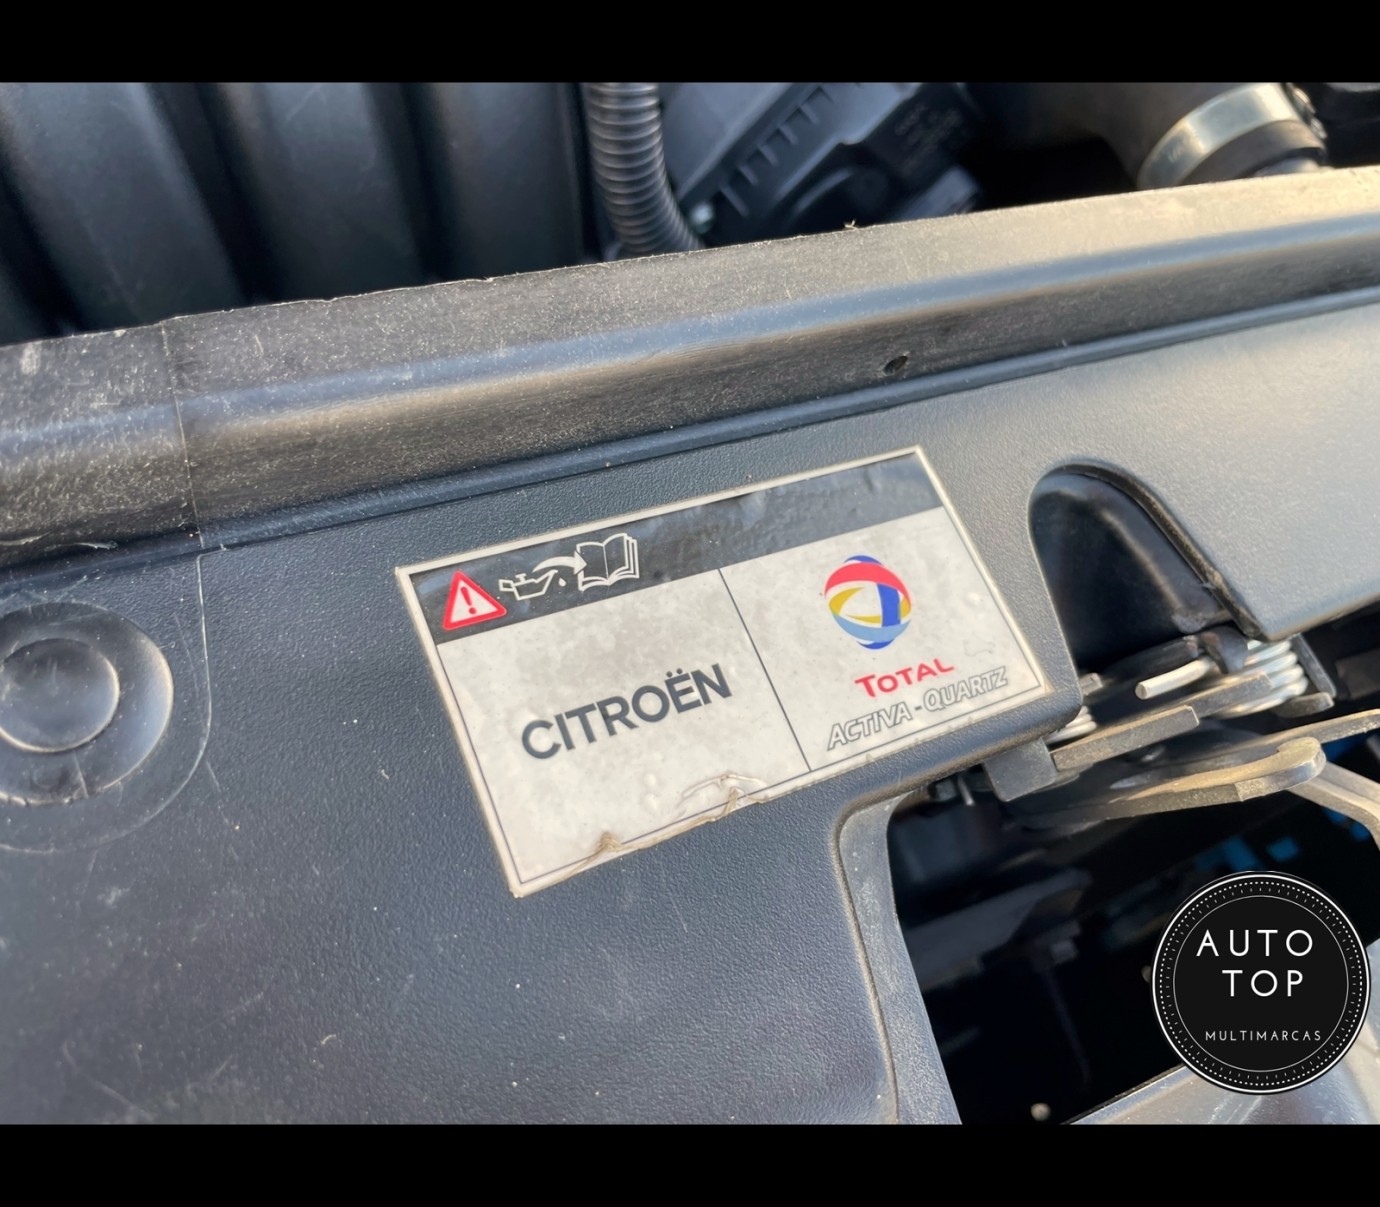 CITROËN
TOTAL
ACTIVA-QUARTZ
AUTO
TOP
MULTIMARCAS